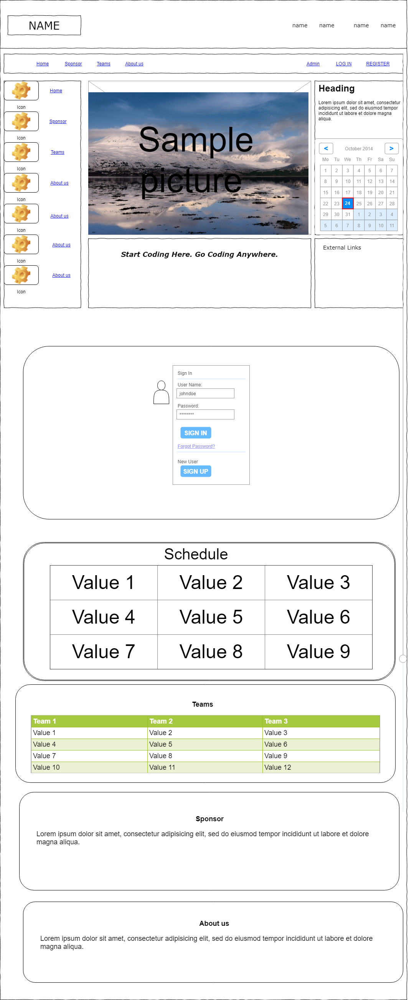 NAME
name name name name
Home Sponsor Teams About us Admin LOG IN REGISTER
Home
Icon
Sponsor
Icon
Teams
Icon
About us
Icon
About us
Icon
About us
Icon
About us
Icon
Sample
picture
Start Coding Here. Go Coding Anywhere.
Heading
Lorem ipsum dolor sit amet, consectetur
adipisicing elit, sed do eiusmod tempor
incididunt ut labore et dolore magna
aliqua.
< October 2014 >
Mo Tu We Th Fr Sa Su
1 2 3 4 5 6 7
8 9 10 11 12 13 14
15 16 17 18 19 20 21
22 23 24 25 26 27 28
29 30 31 1 2 3 4
5 6 7 8 9 10 11
External Links
Sign In
User Name:
johndoe
Password:
********
SIGN IN
Forgot Password?
New User
SIGN UP
Schedule
Value 1 Value 2 Value 3
Value 4 Value 5 Value 6
Value 7 Value 8 Value 9
Teams
Team 1 Team 2 Team 3
Value 1 Value 2 Value 3
Value 4 Value 5 Value 6
Value 7 Value 8 Value 9
Value 10 Value 11 Value 12
Sponsor
Lorem ipsum dolor sit amet, consectetur adipisicing elit, sed do eiusmod tempor incididunt ut labore et dolore
magna aliqua.
About us
Lorem ipsum dolor sit amet, consectetur adipisicing elit, sed do eiusmod tempor incididunt ut labore et dolore
magna aliqua.